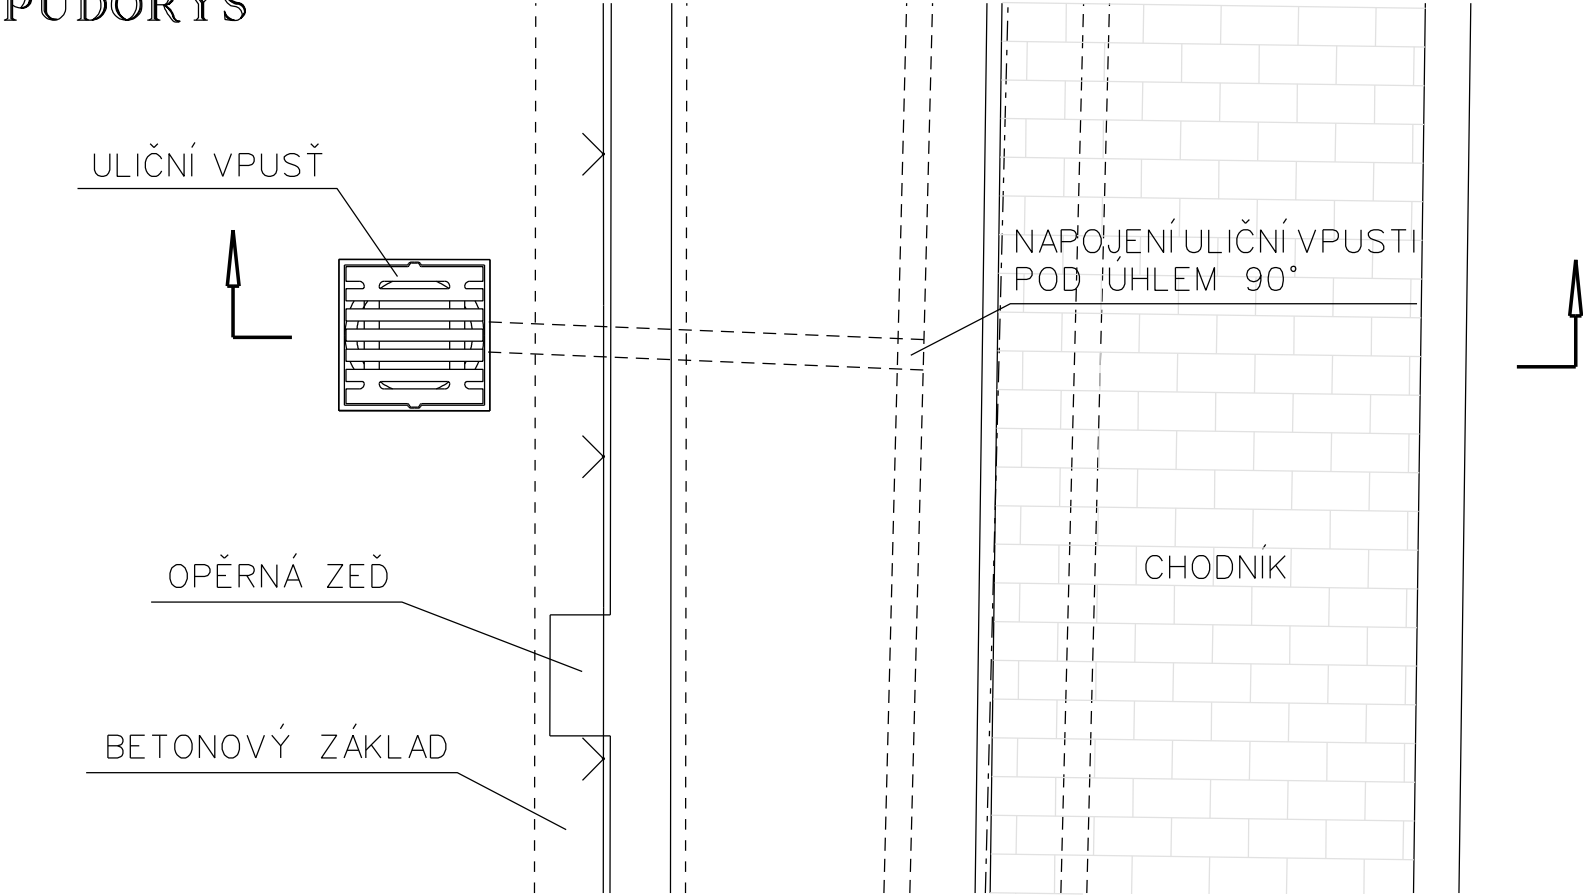 PŮDORYS
ULIČNÍ VPUSŤ
NAPOJENÍ ULIČNÍ VPUSTI
POD ÚHLEM 90°
OPĚRNÁ ZEĎ
CHODNÍK
BETONOVÝ ZÁKLAD